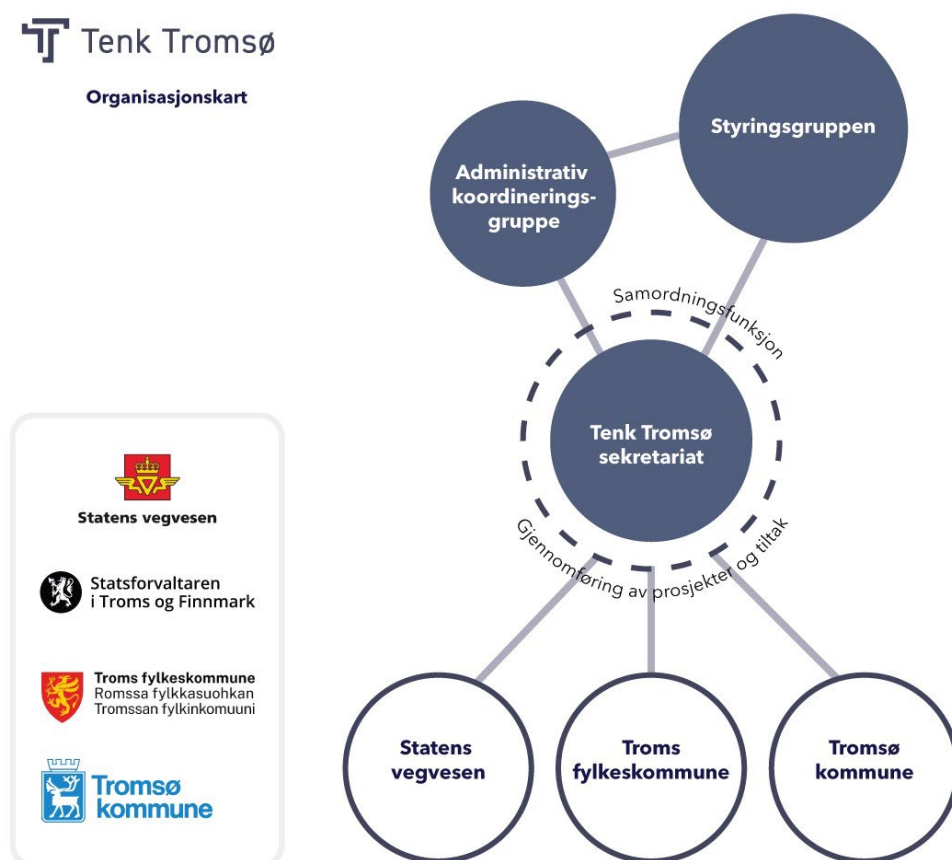 Tenk Tromsø
Organisasjonskart
Styringsgruppen
Administrativ
koordinerings-
gruppe
Samordningsfunksjon
Tenk Tromsø
sekretariat
Gjennomføring av prosjekter og tiltak
Statens
vegvesen
Troms
fylkeskommune
Tromsø
kommune
Statens vegvesen
Statsforvaltaren
i Troms og Finnmark
Troms fylkeskommune
Romssa fylkkasuohkan
Tromssan fylkinkomuuni
Tromsø
kommune